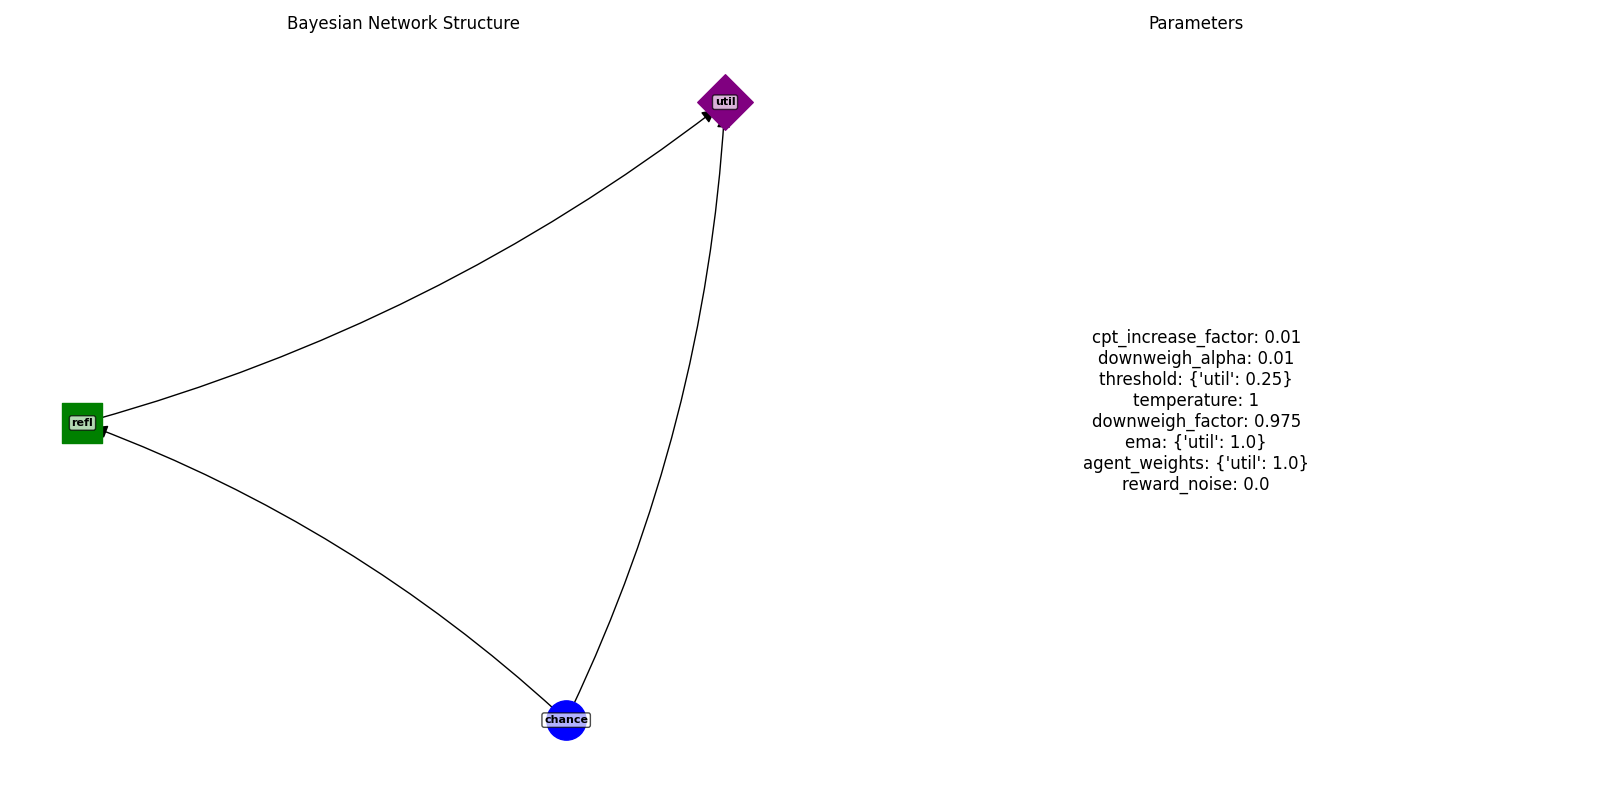 Bayesian Network Structure
Parameters
util
refl
chance
cpt_increase_factor: 0.01
downweigh_alpha: 0.01
threshold: {'util': 0.25}
temperature: 1
downweigh_factor: 0.975
ema: {'util': 1.0}
agent_weights: {'util': 1.0}
reward_noise: 0.0